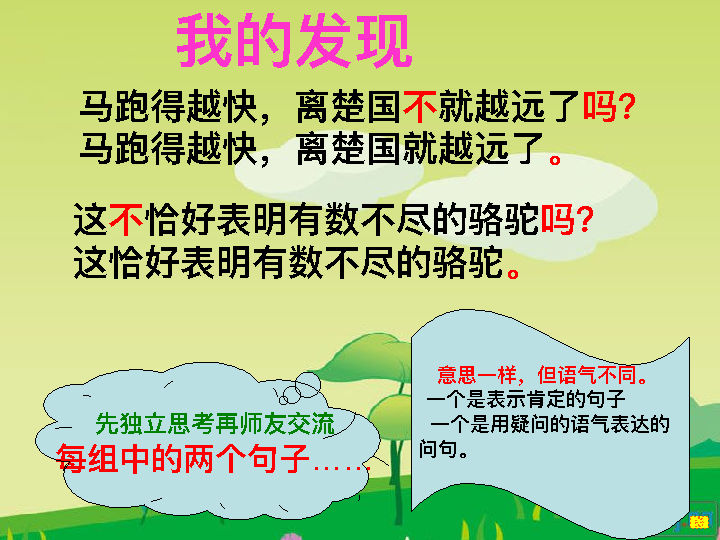 我的发现
马跑得越快，离楚国不就越远了吗？
马跑得越快，离楚国就越远了。
这不恰好表明有数不尽的骆驼吗？
这恰好表明有数不尽的骆驼。
先独立思考再师友交流
每组中的两个句子……
意思一样，但语气不同。
一个是表示肯定的句子
一个是用疑问的语气表达的
问句。